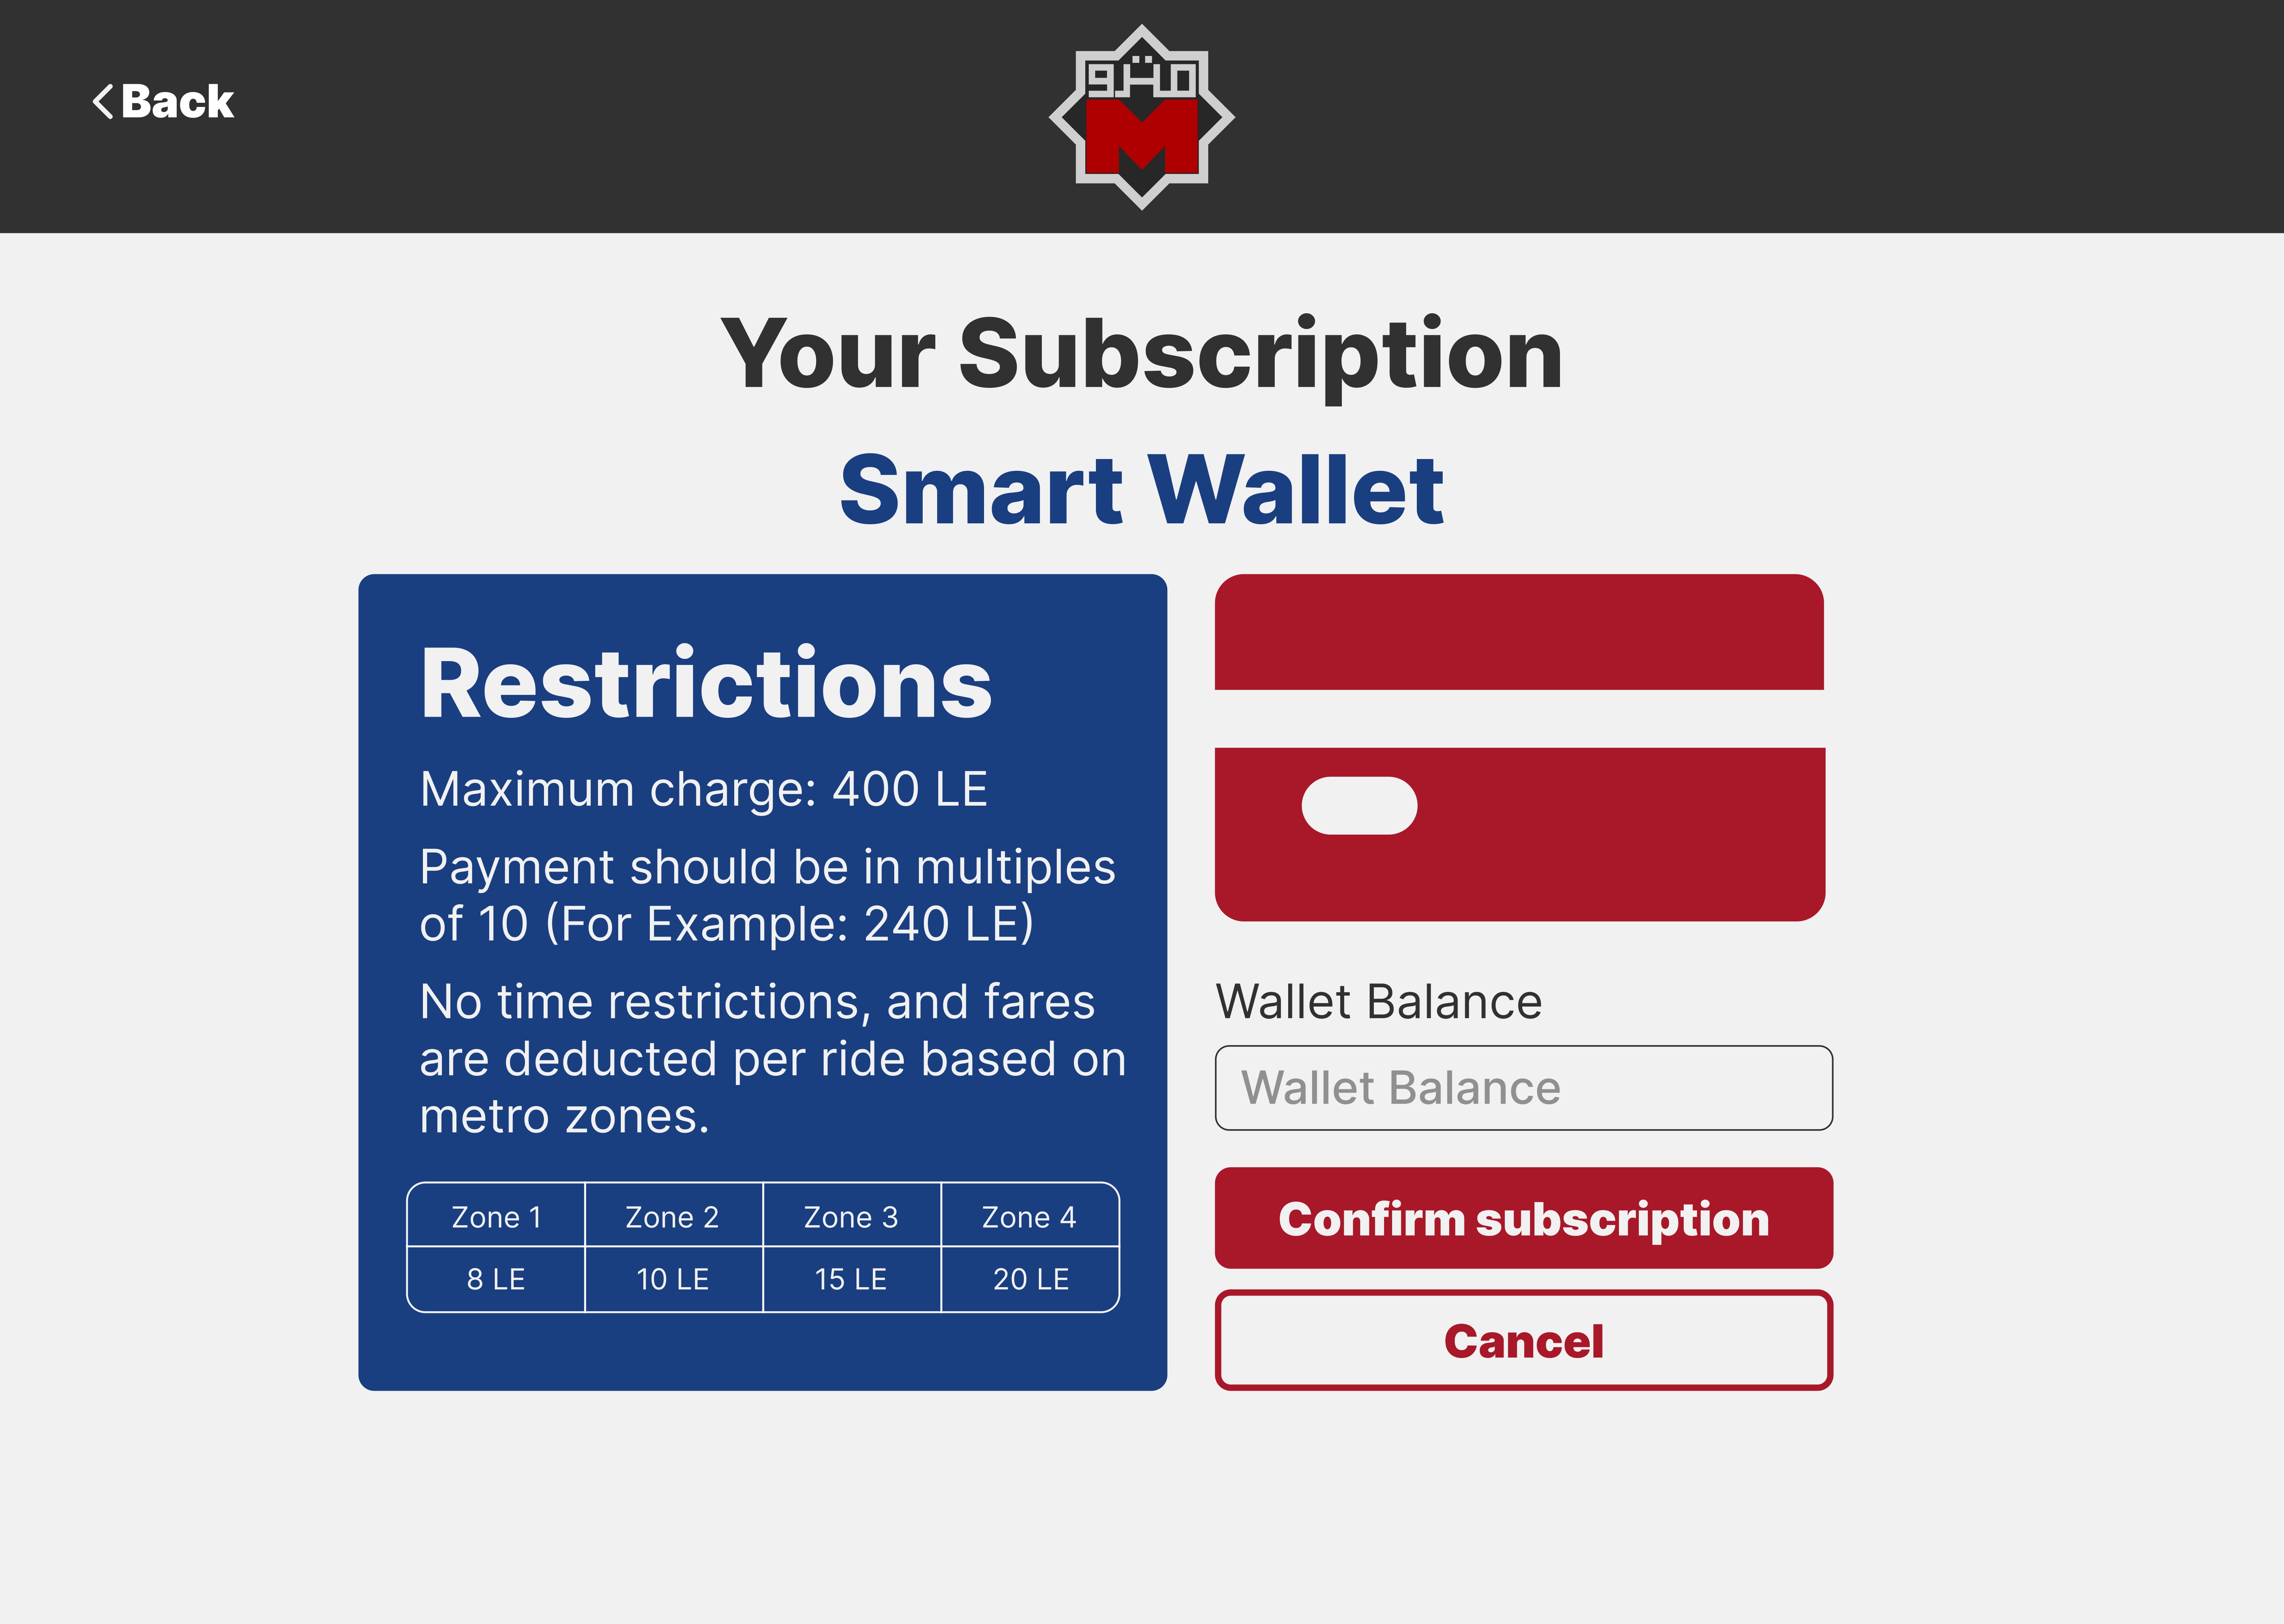 Back
مترو
M
Your Subscription
Smart Wallet
Restrictions
Maximum charge: 400 LE
Payment should be in multiples
of 10 (For Example: 240 LE)
No time restrictions, and fares
are deducted per ride based on
metro zones.
Zone 1 Zone 2 Zone 3 Zone 4
8 LE 10 LE 15 LE 20 LE
Wallet Balance
Wallet Balance
Confirm subscription
Cancel